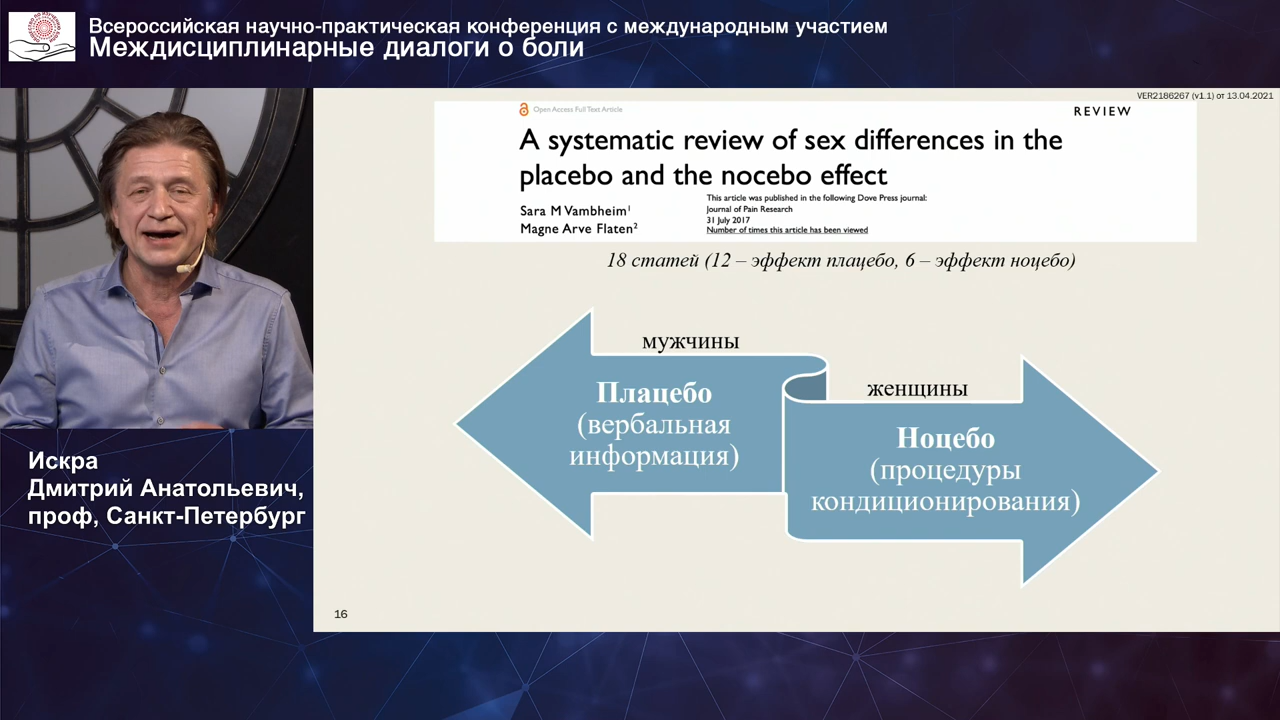 Всероссийская научно-практическая конференция с международным участием
Междисциплинарные диалоги о боли
VER2186267 (v1.1) от 13.04.2021
Open Access Full Text Article
REVIEW
A systematic review of sex differences in the
placebo and the nocebo effect
Sara M Vambheim1
Magne Arve Flaten2
This article was published in the following Dove Press journal:
Journal of Pain Research
31 July 2017
Number of times this article has been viewed
18 статей (12 – эффект плацебо, 6 – эффект ноцебо)
мужчины
Плацебо
(вербальная
информация)
женщины
Ноцебо
(процедуры
кондиционирования)
Искра
Дмитрий Анатольевич,
проф, Санкт-Петербург
16